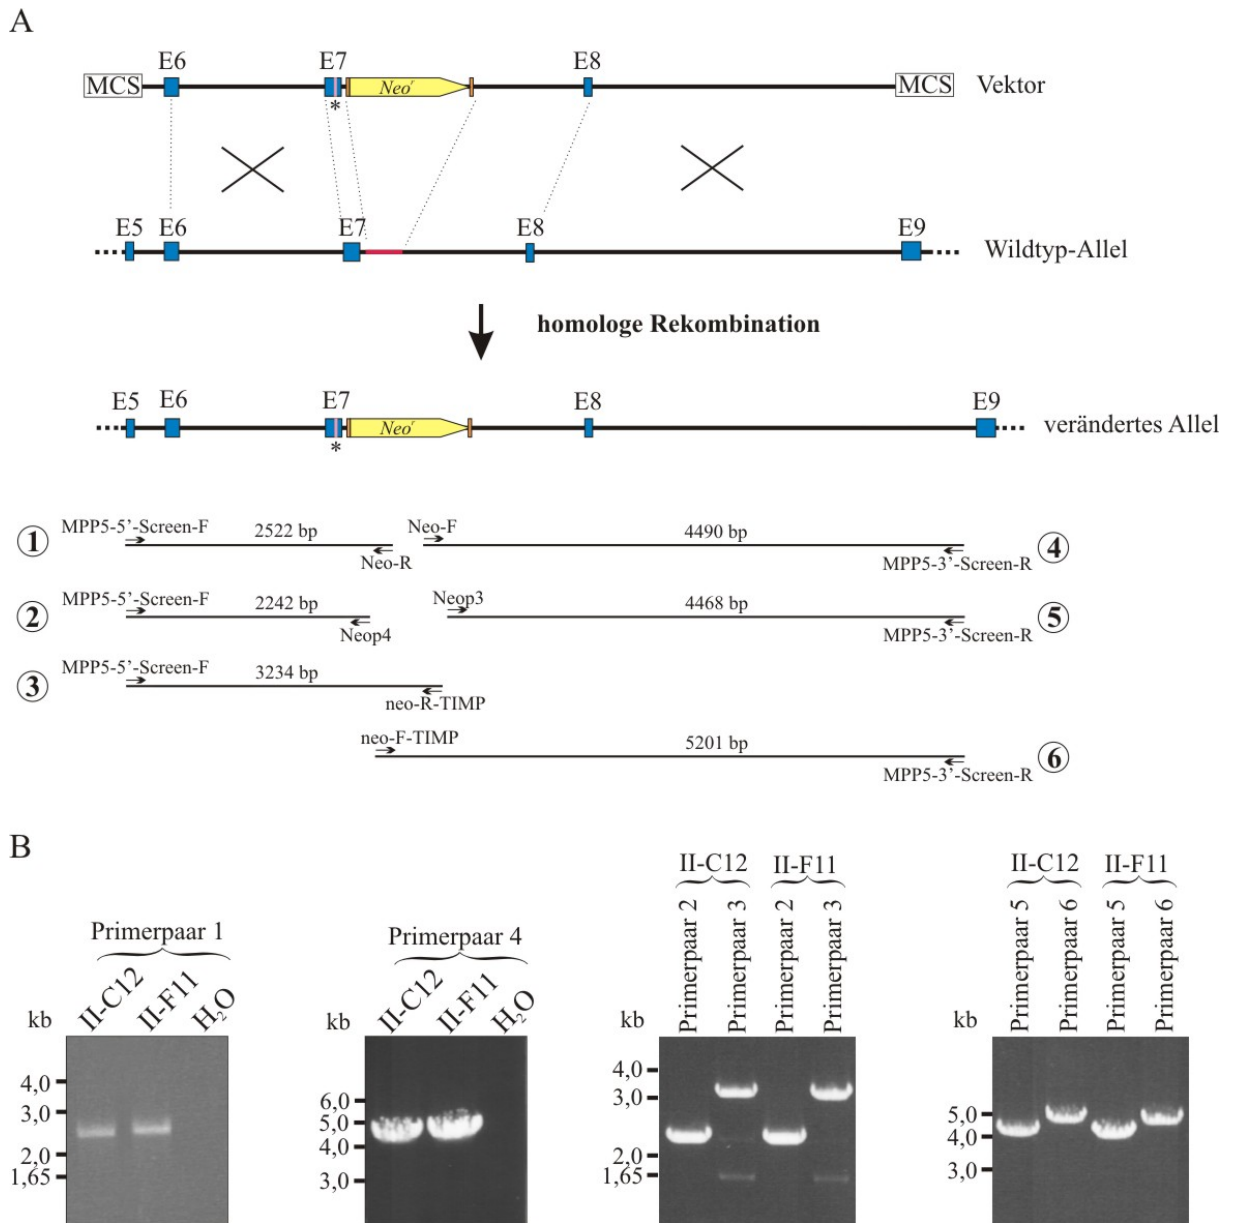 A
E6 E7 E8
MCS Neoʳ MCS Vektor
*
E5 E6 E7 E8 E9
Wildtyp-Allel
homologe Rekombination
E5 E6 E7 E8 E9
Neoʳ verändertes Allel
*
MPP5-5’-Screen-F 2522 bp Neo-F 4490 bp
1 4
Neo-R MPP5-3’-Screen-R
MPP5-5’-Screen-F 2242 bp Neop3 4468 bp
2 5
Neop4 MPP5-3’-Screen-R
MPP5-5’-Screen-F 3234 bp
3
neo-R-TIMP
neo-F-TIMP 5201 bp
6
MPP5-3’-Screen-R
B
Primerpaar 1
II-C12 II-F11 H₂O
kb
4,0
3,0
2,0
1,65
Primerpaar 4
II-C12 II-F11 H₂O
kb
6,0
5,0
4,0
3,0
II-C12 II-F11
Primerpaar 2 Primerpaar 3 Primerpaar 2 Primerpaar 3
kb
4,0
3,0
2,0
1,65
II-C12 II-F11
Primerpaar 5 Primerpaar 6 Primerpaar 5 Primerpaar 6
kb
5,0
4,0
3,0